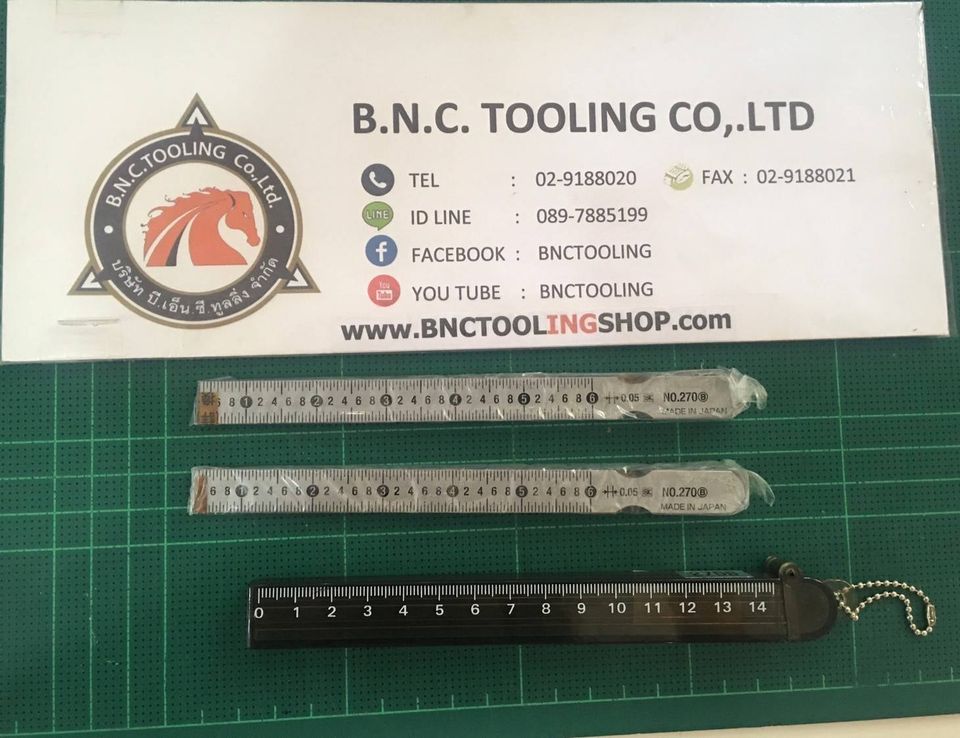 B.N.C. TOOLING CO,.LTD
B.N.C.TOOLING Co.,Ltd.
บริษัท บี.เอ็น.ซี.ทูลลิ่ง จำกัด
TEL : 02-9188020 FAX : 02-9188021
LINE ID LINE : 089-7885199
f FACEBOOK : BNCTOOLING
You Tube YOU TUBE : BNCTOOLING
www.BNCTOOLINGSHOP.com
6 8 1 2 4 6 8 2 2 4 6 8 3 2 4 6 8 4 2 4 6 8 5 2 4 6 8 6 0.05 NO.270B
MADE IN JAPAN
6 8 1 2 4 6 8 2 2 4 6 8 3 2 4 6 8 4 2 4 6 8 5 2 4 6 8 6 0.05 NO.270B
MADE IN JAPAN
0 1 2 3 4 5 6 7 8 9 10 11 12 13 14